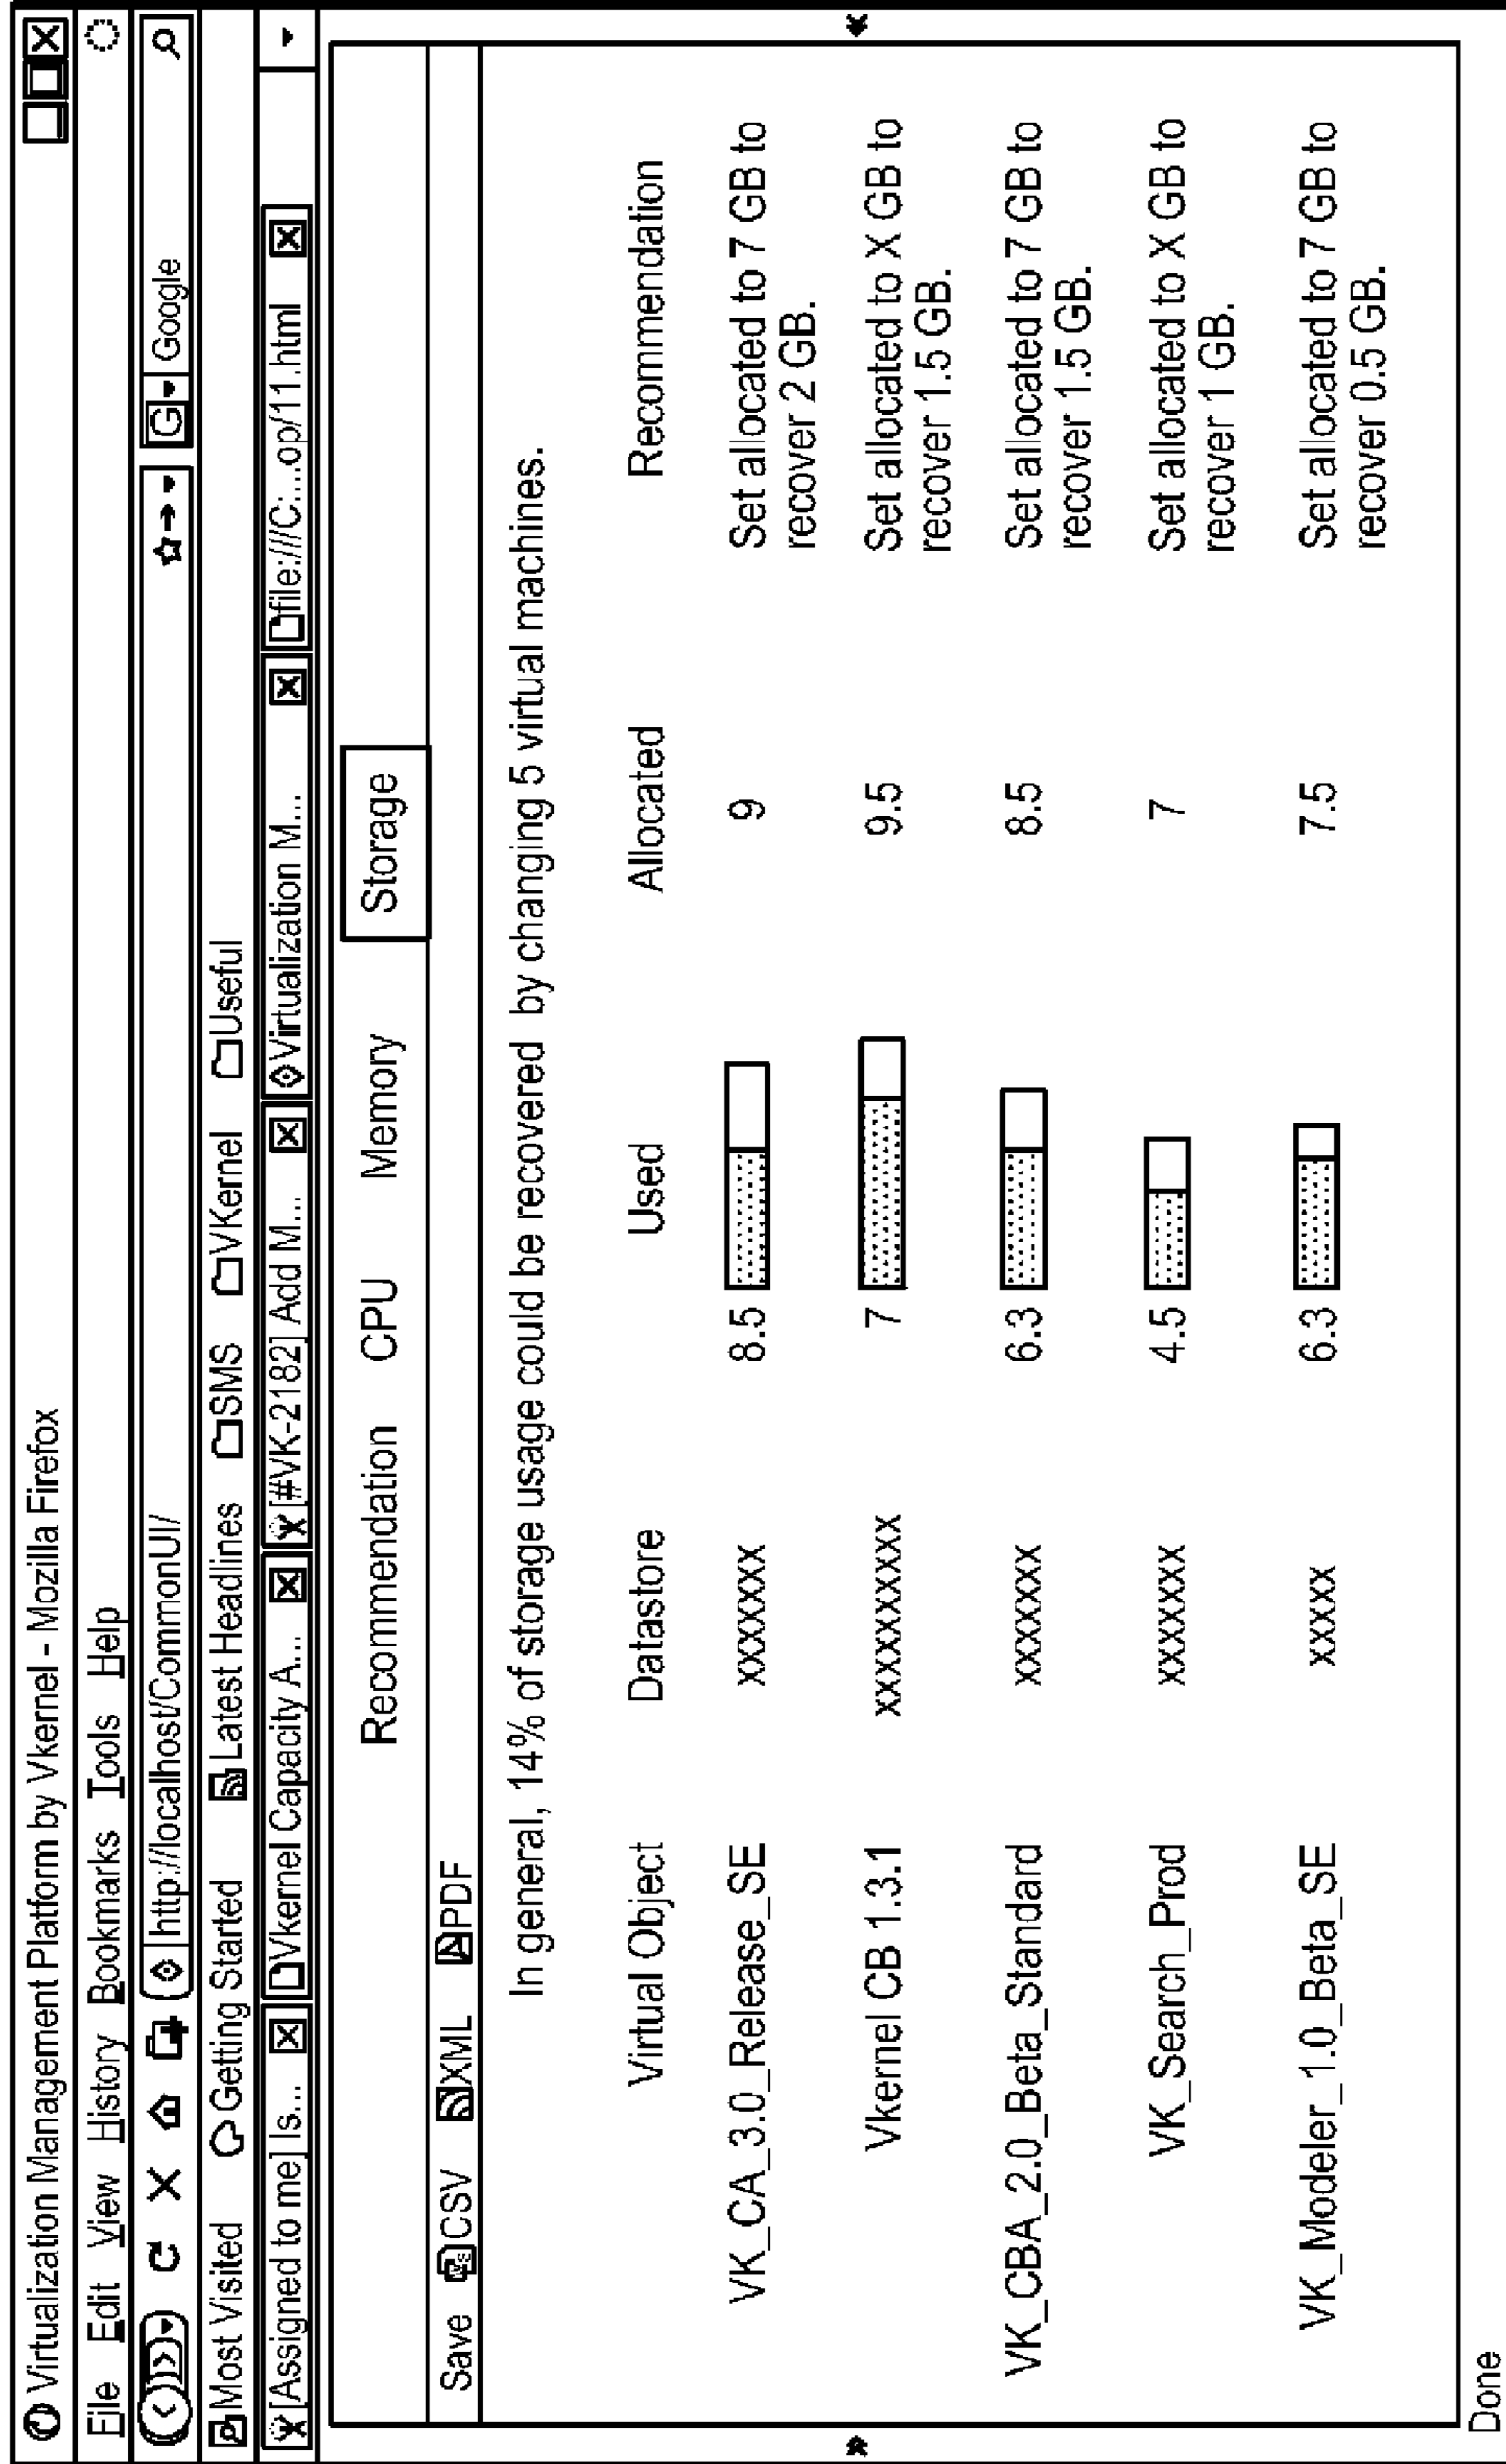 Virtualization Management Platform by Vkernel - Mozilla Firefox
File Edit View History Bookmarks Tools Help
http://localhost/CommonUI/ G Google
Most Visited Getting Started Latest Headlines SMS VKernel Useful
[Assigned to me] Is... Vkernel Capacity A... [#VK-2182] Add M... Virtualization M... file:///C:...op/11.html
Recommendation CPU Memory Storage
Save CSV XML PDF
In general, 14% of storage usage could be recovered by changing 5 virtual machines.
Virtual Object Datastore Used Allocated Recommendation
VK_CA_3.0_Release_SE xxxxxxx 8.5 9 Set allocated to 7 GB to
recover 2 GB.
Vkernel CB 1.3.1 xxxxxxxxxx 7 9.5 Set allocated to X GB to
recover 1.5 GB.
VK_CBA_2.0_Beta_Standard xxxxxxx 6.3 8.5 Set allocated to 7 GB to
recover 1.5 GB.
VK_Search_Prod xxxxxxx 4.5 7 Set allocated to X GB to
recover 1 GB.
VK_Modeler_1.0_Beta_SE xxxxx 6.3 7.5 Set allocated to 7 GB to
recover 0.5 GB.
Done